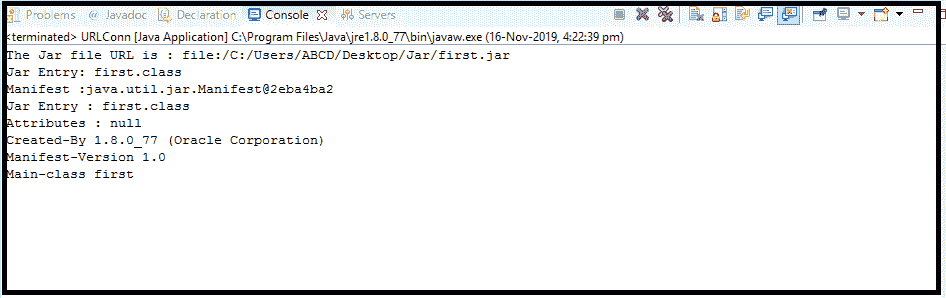 Problems @ Javadoc Declaration Console Servers
<terminated> URLConn [Java Application] C:\Program Files\Java\jre1.8.0_77\bin\javaw.exe (16-Nov-2019, 4:22:39 pm)
The Jar file URL is : file:/C:/Users/ABCD/Desktop/Jar/first.jar
Jar Entry: first.class
Manifest :java.util.jar.Manifest@2eba4ba2
Jar Entry : first.class
Attributes : null
Created-By 1.8.0_77 (Oracle Corporation)
Manifest-Version 1.0
Main-class first